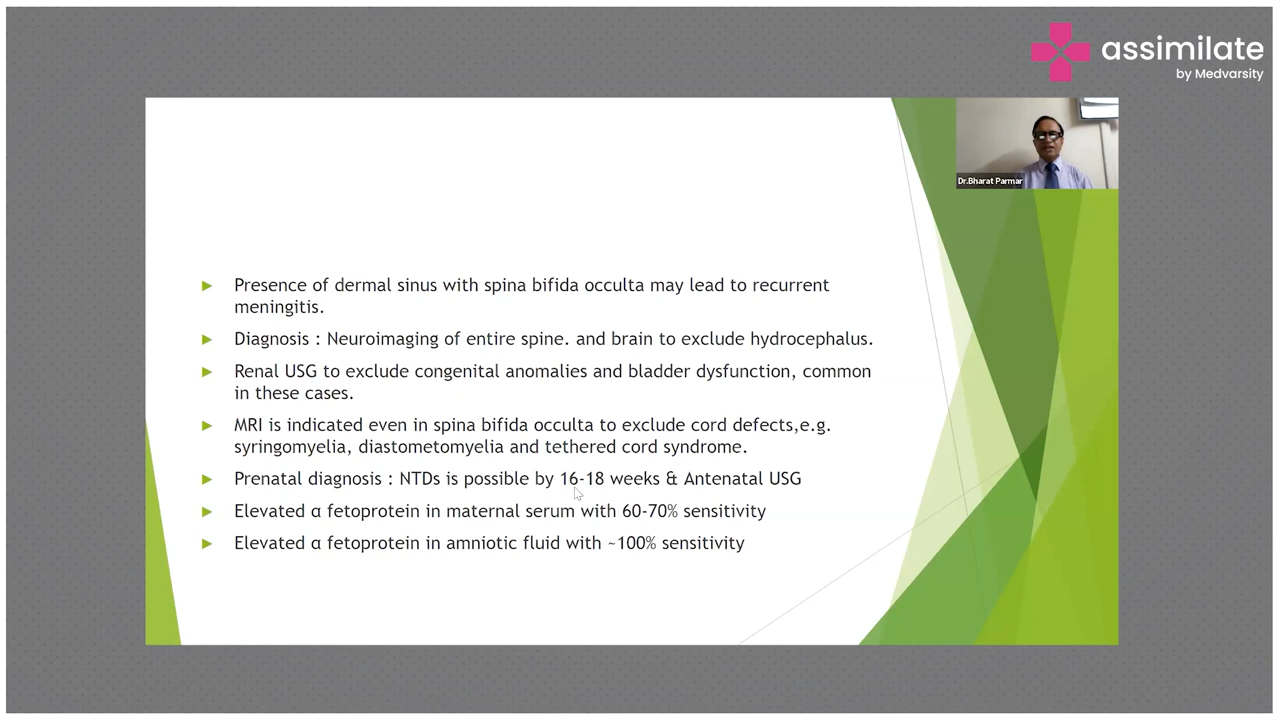 assimilate
by Medvarsity
Dr.Bharat Parmar
Presence of dermal sinus with spina bifida occulta may lead to recurrent
meningitis.
Diagnosis : Neuroimaging of entire spine. and brain to exclude hydrocephalus.
Renal USG to exclude congenital anomalies and bladder dysfunction, common
in these cases.
MRI is indicated even in spina bifida occulta to exclude cord defects,e.g.
syringomyelia, diastometomyelia and tethered cord syndrome.
Prenatal diagnosis : NTDs is possible by 16-18 weeks & Antenatal USG
Elevated α fetoprotein in maternal serum with 60-70% sensitivity
Elevated α fetoprotein in amniotic fluid with ~100% sensitivity